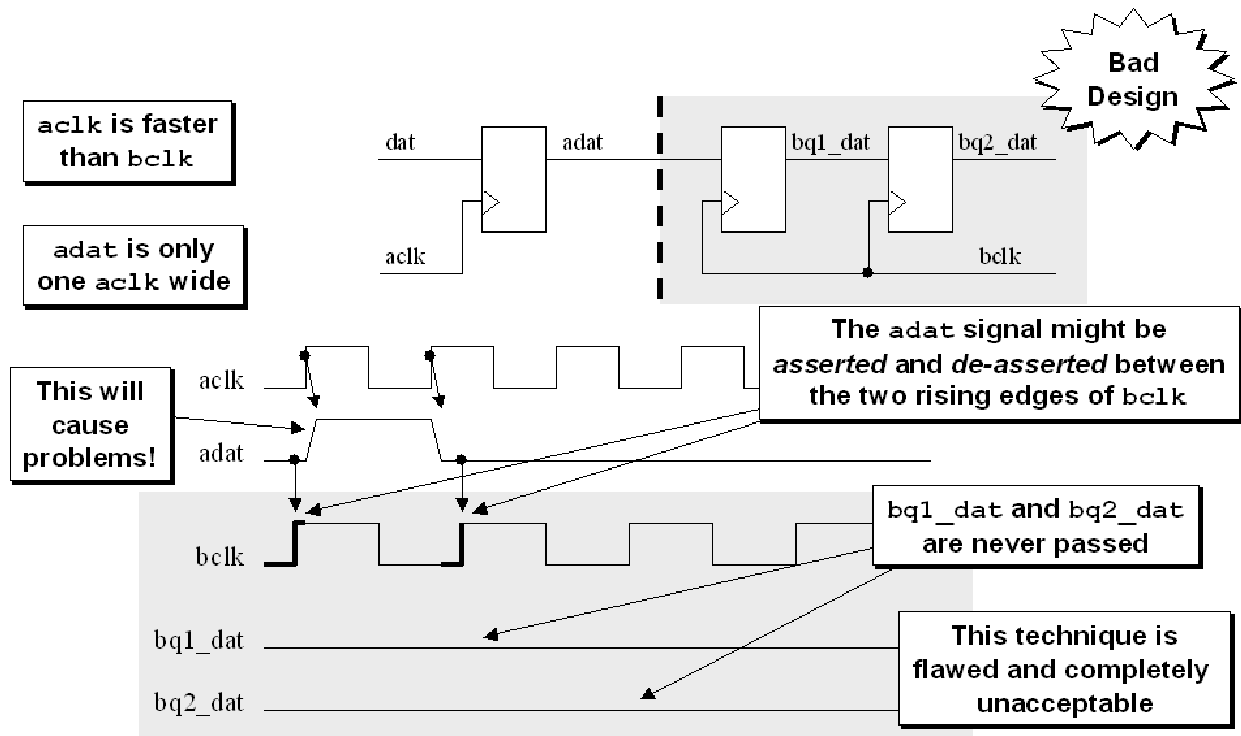 Bad
Design
aclk is faster
than bclk
dat
adat
bq1_dat
bq2_dat
adat is only
one aclk wide
aclk
bclk
The adat signal might be
asserted and de-asserted between
the two rising edges of bclk
This will
cause
problems!
aclk
adat
bq1_dat and bq2_dat
are never passed
bclk
This technique is
flawed and completely
unacceptable
bq1_dat
bq2_dat